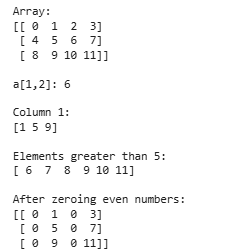 Array:
[[ 0  1  2  3]
 [ 4  5  6  7]
 [ 8  9 10 11]]
a[1,2]: 6
Column 1:
[1 5 9]
Elements greater than 5:
[ 6  7  8  9 10 11]
After zeroing even numbers:
[[ 0  1  0  3]
 [ 0  5  0  7]
 [ 0  9  0 11]]